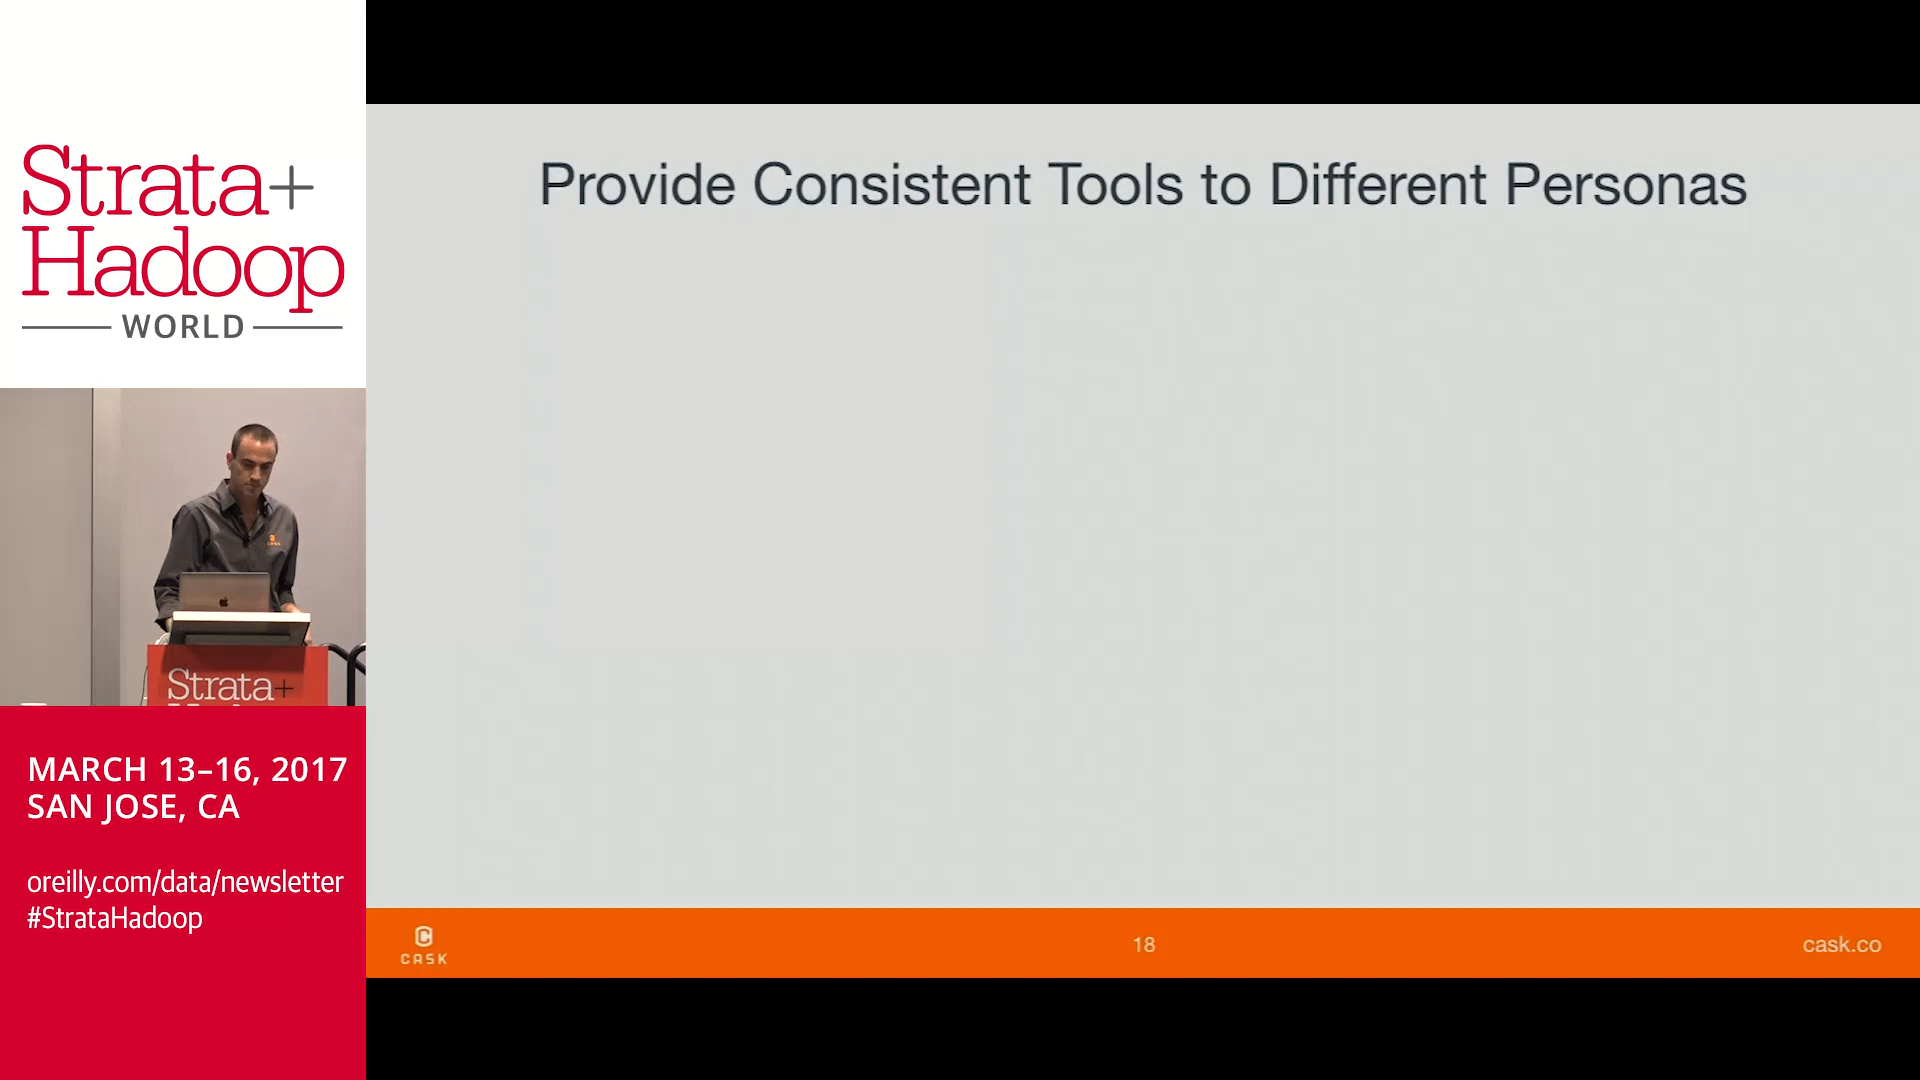 Strata+
Hadoop
WORLD
Provide Consistent Tools to Different Personas
Strata+
MARCH 13–16, 2017
SAN JOSE, CA
oreilly.com/data/newsletter
#StrataHadoop
CASK
18
cask.co